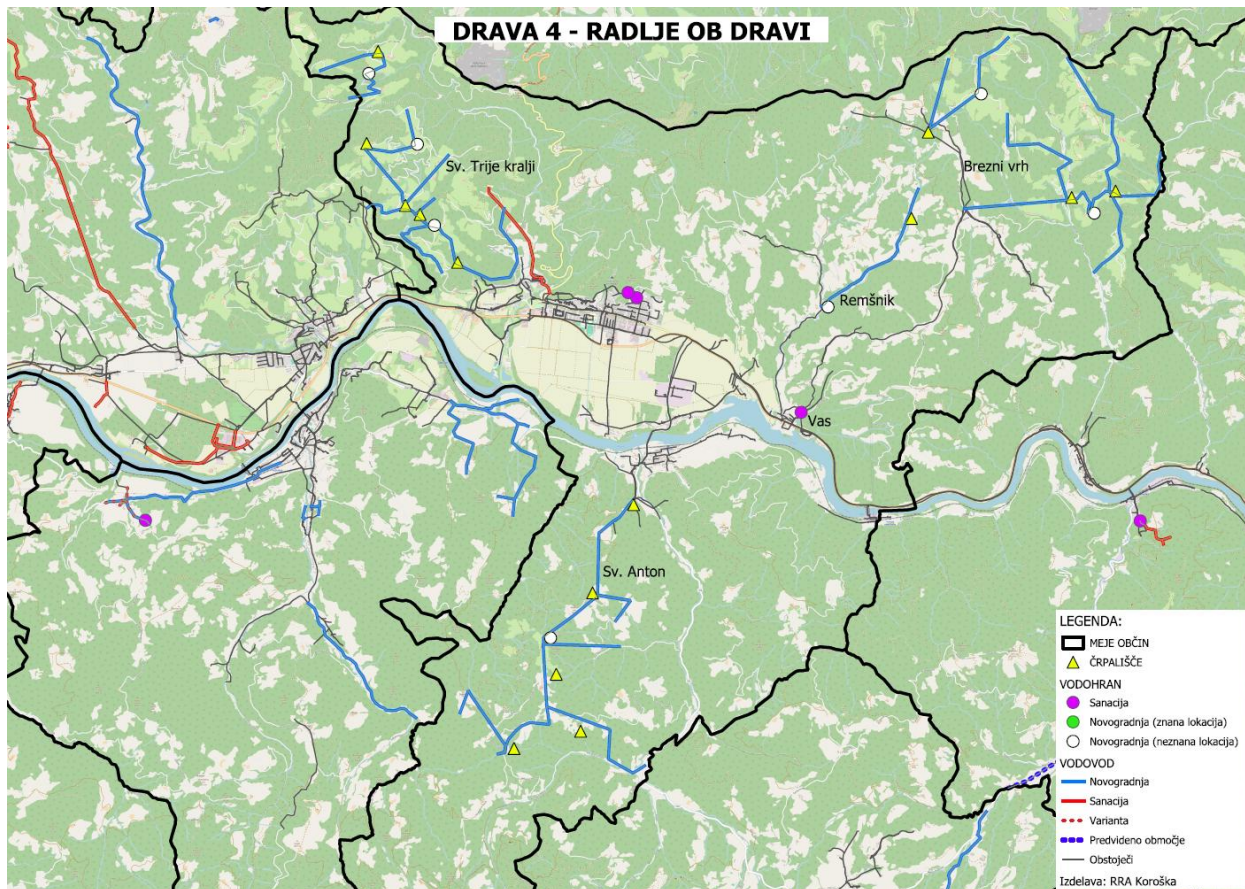 DRAVA 4 - RADLJE OB DRAVI
Sv. Trije kralji
Brezni vrh
Remšnik
Vas
Sv. Anton
LEGENDA:
MEJE OBČIN
ČRPALIŠČE
VODOHRAN
Sanacija
Novogradnja (znana lokacija)
Novogradnja (neznana lokacija)
VODOVOD
Novogradnja
Sanacija
Varianta
Predvideno območje
Obstoječi
Izdelava: RRA Koroška